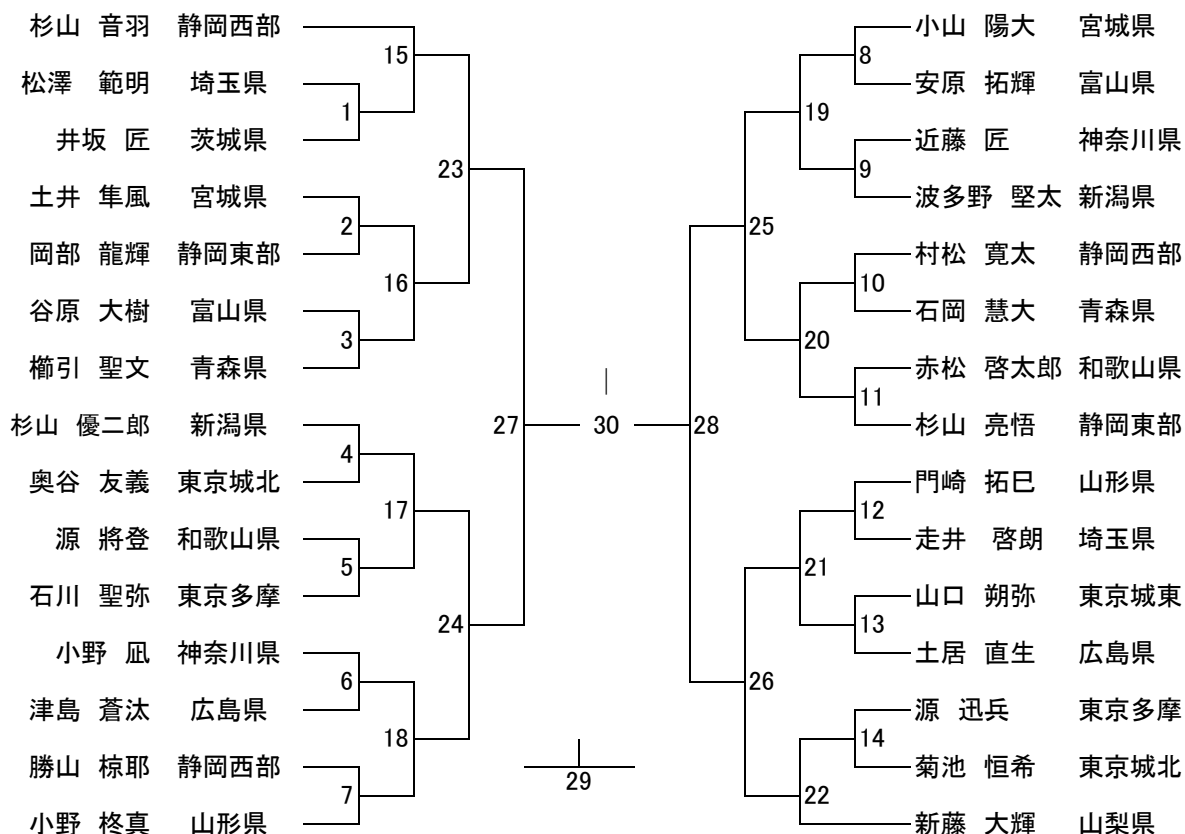 杉山 音羽 静岡西部
松澤 範明 埼玉県
井坂 匠 茨城県
土井 隼風 宮城県
岡部 龍輝 静岡東部
谷原 大樹 富山県
櫛引 聖文 青森県
杉山 優二郎 新潟県
奥谷 友義 東京城北
源 將登 和歌山県
石川 聖弥 東京多摩
小野 凪 神奈川県
津島 蒼汰 広島県
勝山 椋耶 静岡西部
小野 柊真 山形県
15
1
23
2
16
3
27
4
17
5
24
6
18
7
30
29
28
小山 陽大 宮城県
安原 拓輝 富山県
近藤 匠 神奈川県
波多野 堅太 新潟県
村松 寛太 静岡西部
石岡 慧大 青森県
赤松 啓太郎 和歌山県
杉山 亮悟 静岡東部
門崎 拓巳 山形県
走井 啓朗 埼玉県
山口 朔弥 東京城東
土居 直生 広島県
源 迅兵 東京多摩
菊池 恒希 東京城北
新藤 大輝 山梨県
8
19
9
25
10
20
11
12
21
13
26
14
22